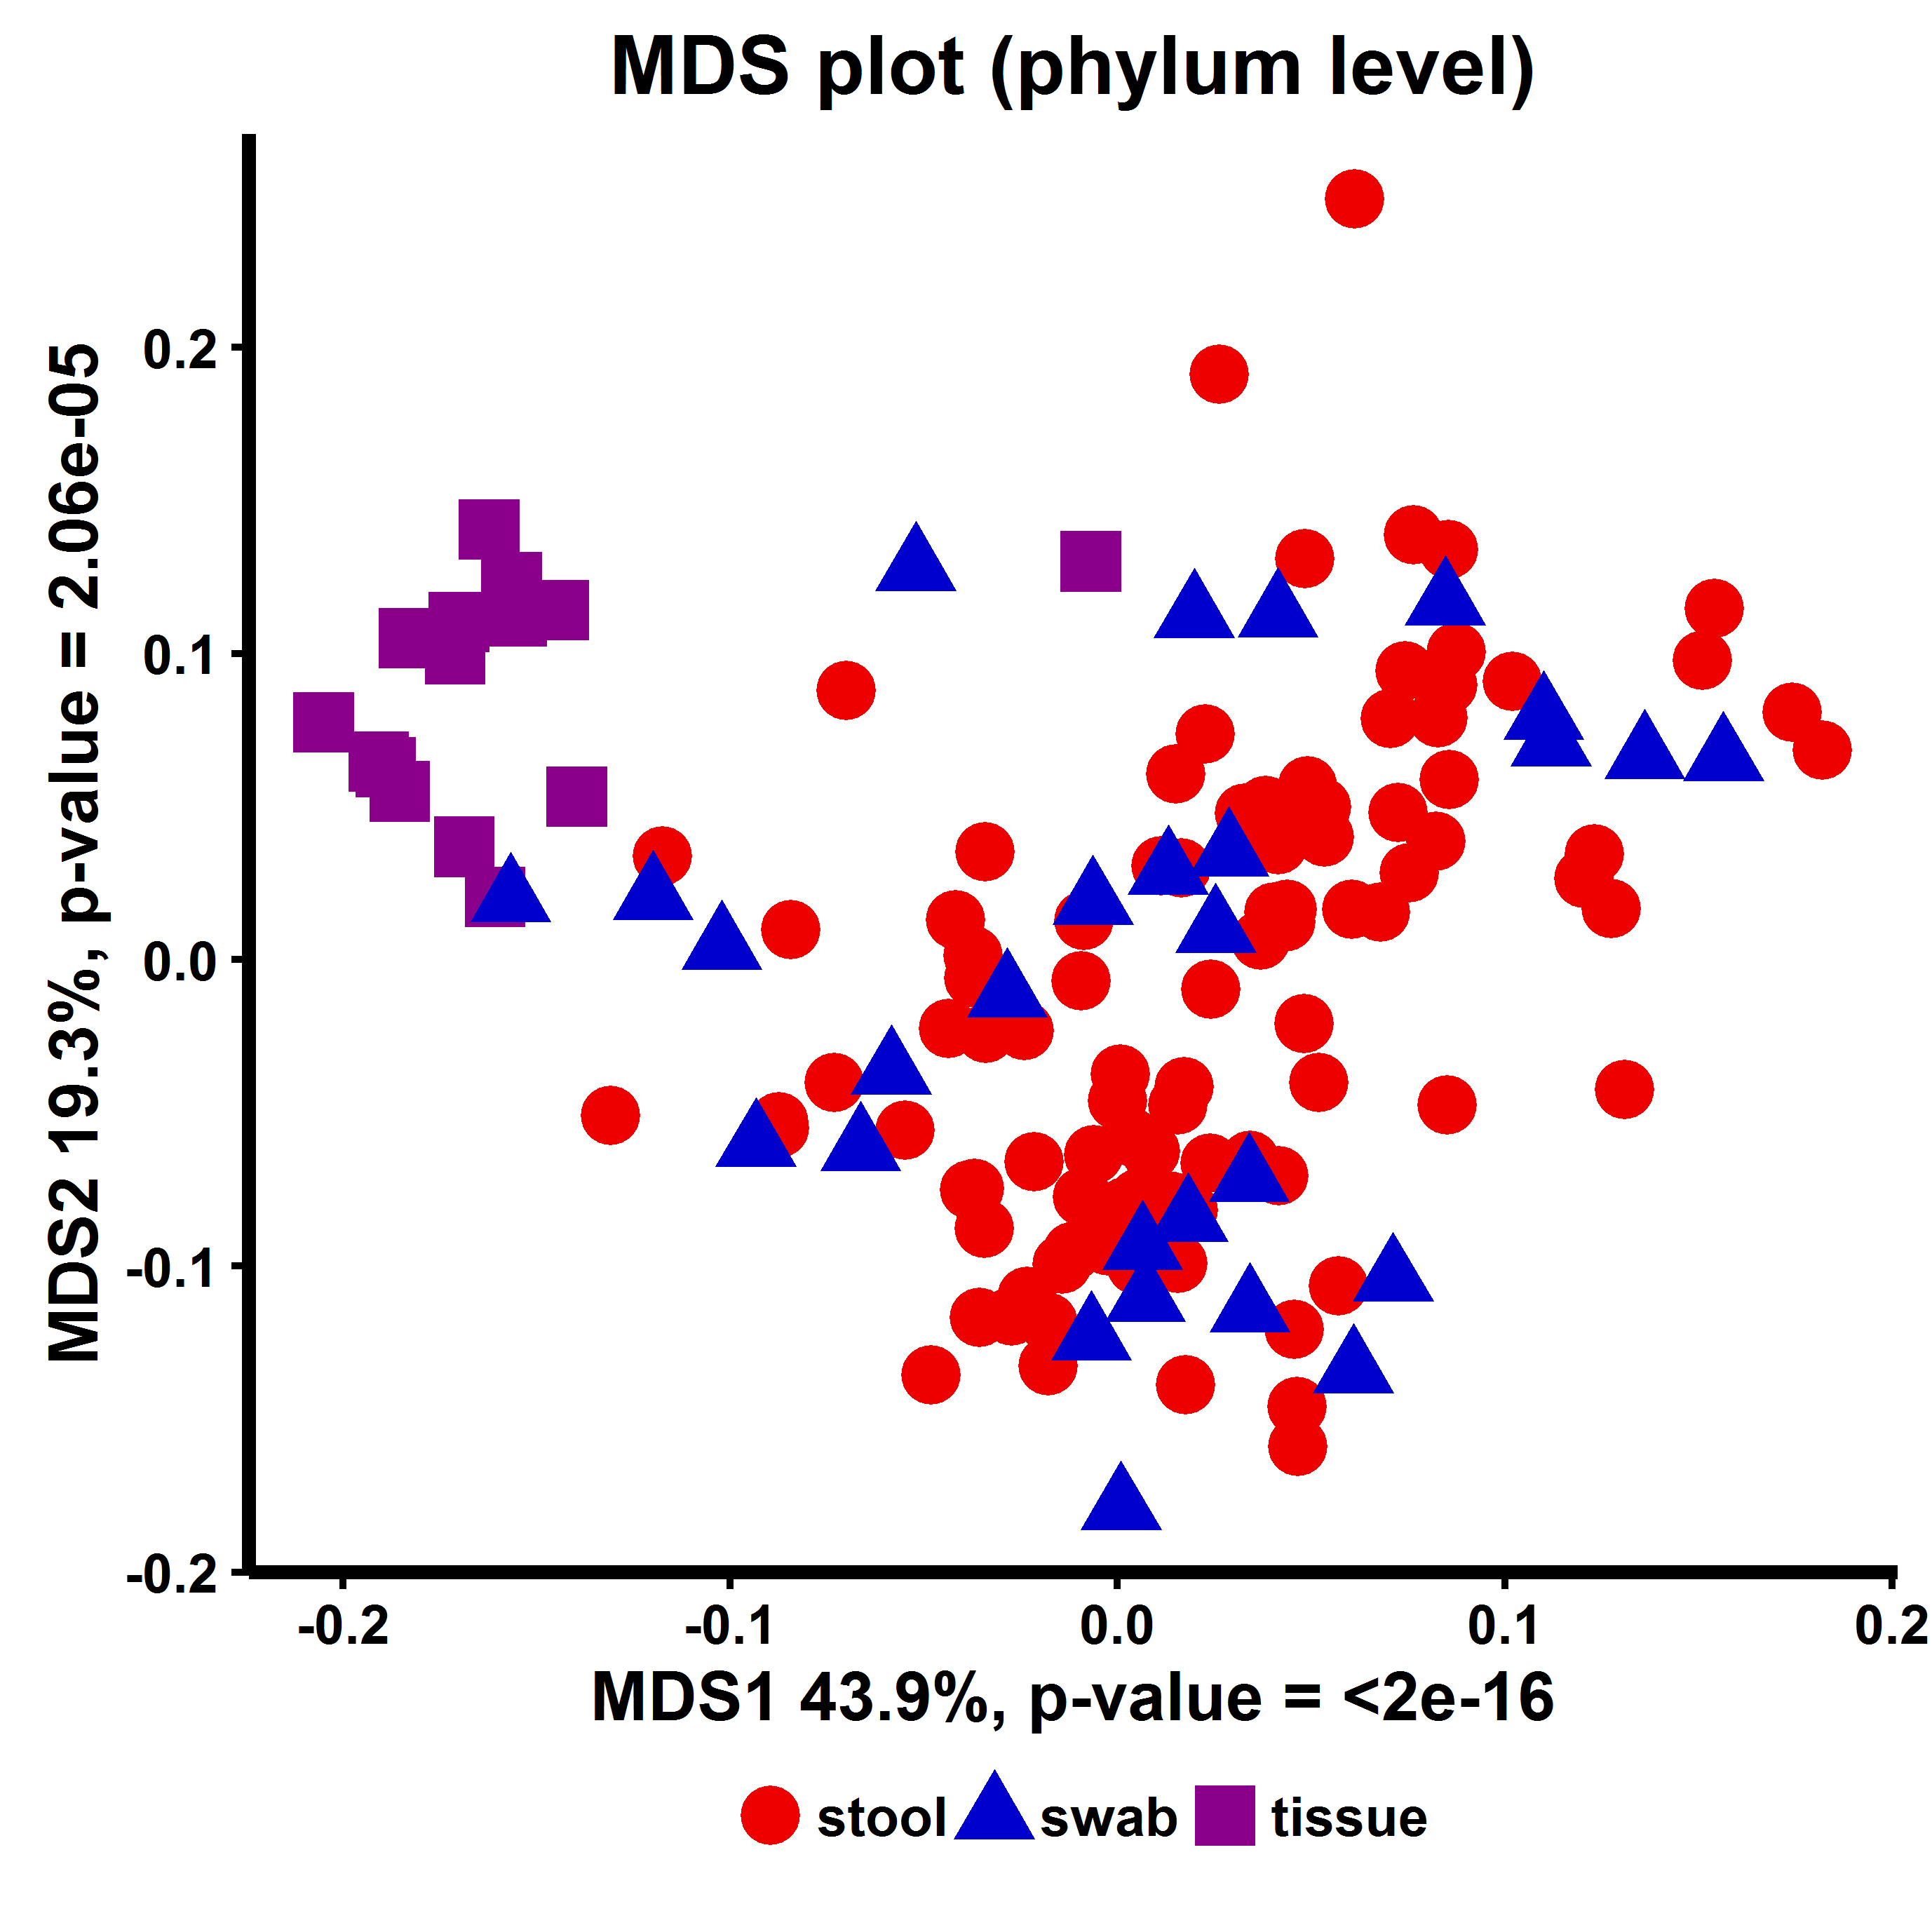 MDS plot (phylum level)
MDS2 19.3%, p-value = 2.06e-05
0.2
0.1
0.0
-0.1
-0.2
-0.2 -0.1 0.0 0.1 0.2
MDS1 43.9%, p-value = <2e-16
stool swab tissue